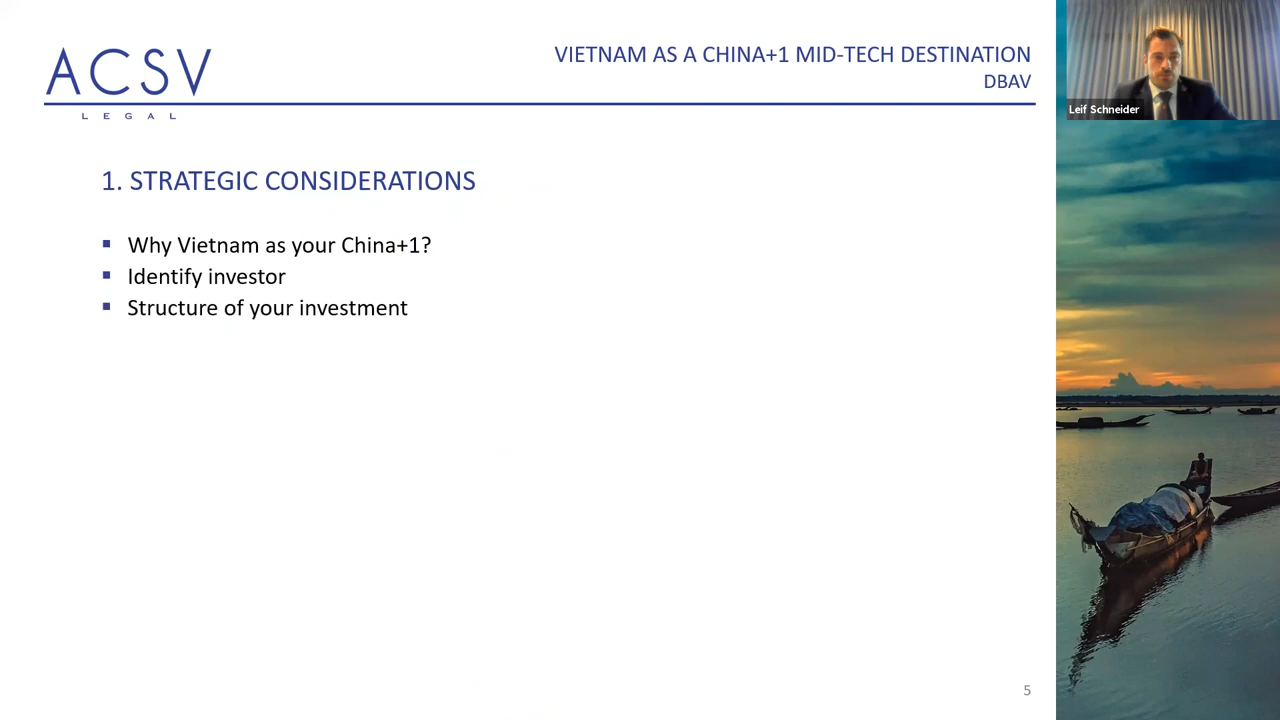 ACSV
LEGAL
VIETNAM AS A CHINA+1 MID-TECH DESTINATION
DBAV
Leif Schneider
1. STRATEGIC CONSIDERATIONS
▪ Why Vietnam as your China+1?
▪ Identify investor
▪ Structure of your investment
5